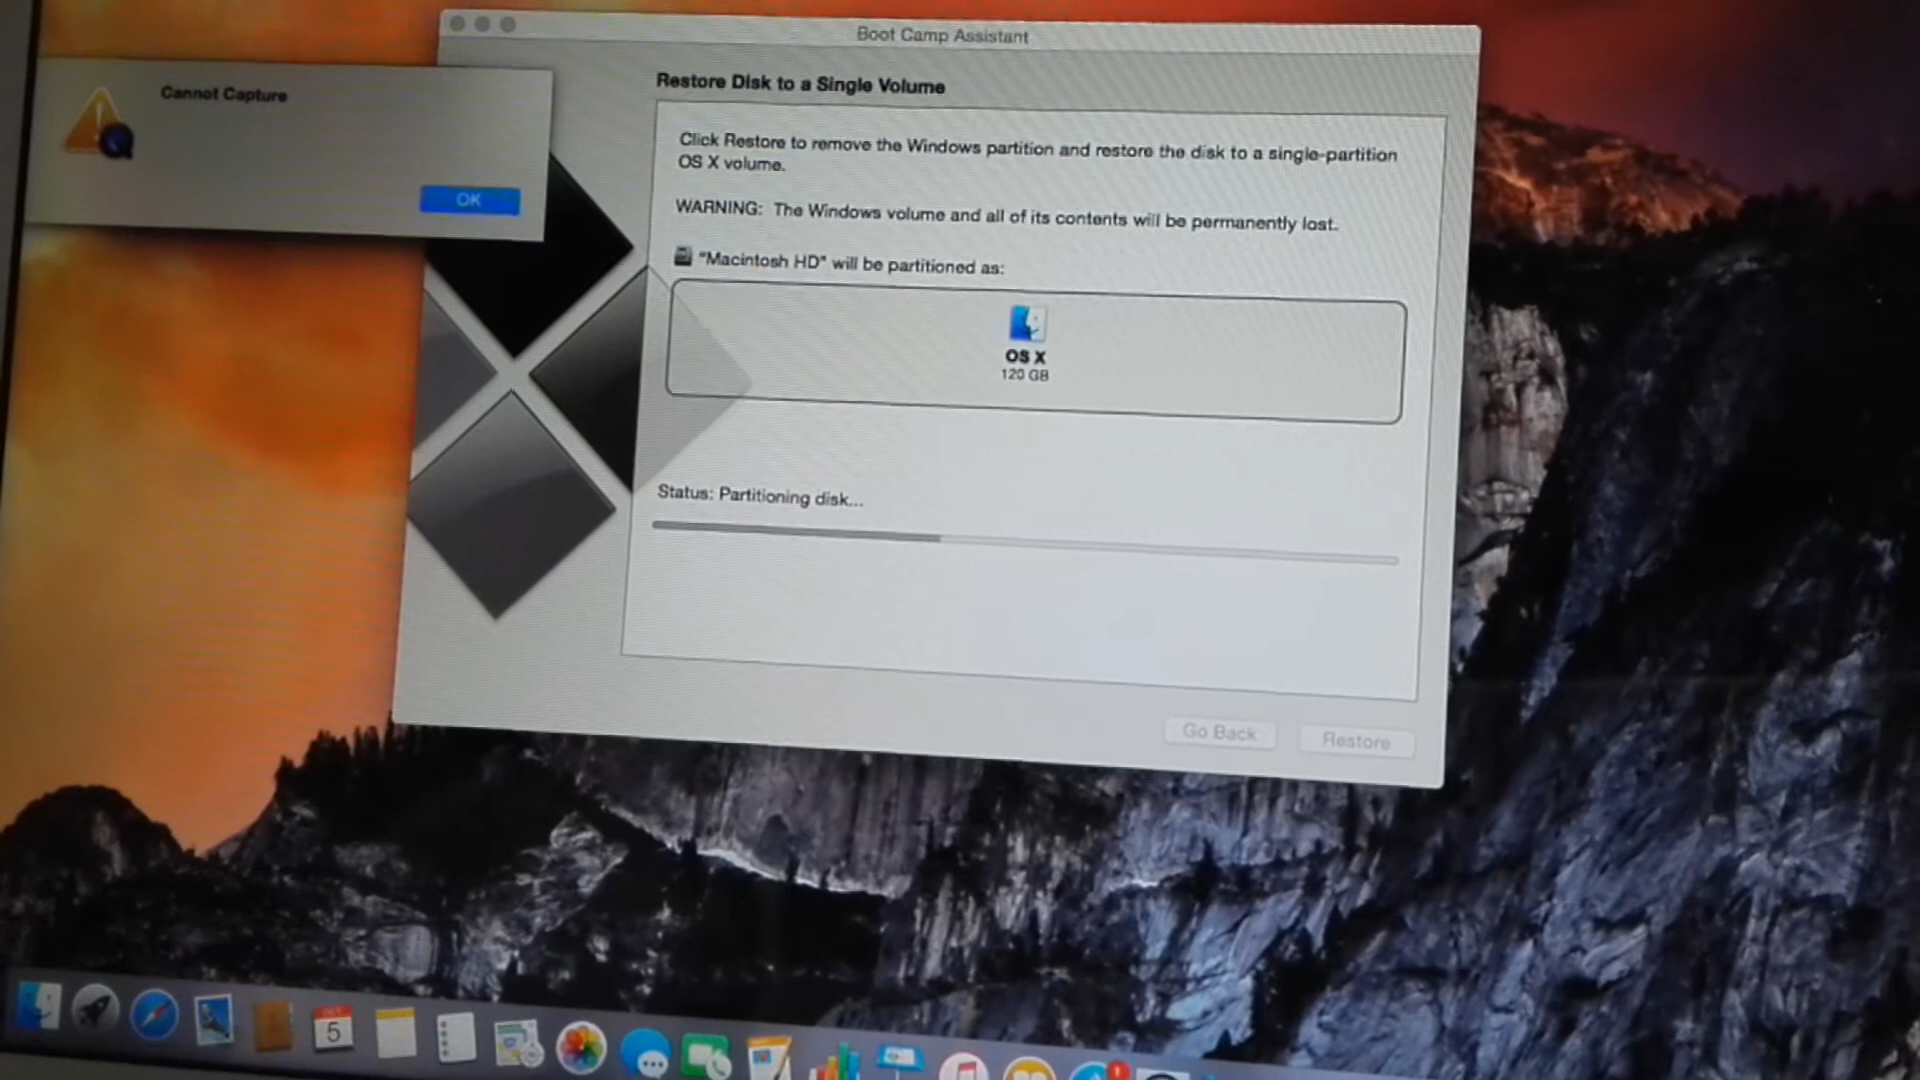 Boot Camp Assistant
Cannot Capture
OK
Restore Disk to a Single Volume
Click Restore to remove the Windows partition and restore the disk to a single-partition
OS X volume.
WARNING: The Windows volume and all of its contents will be permanently lost.
"Macintosh HD" will be partitioned as:
OS X
120 GB
Status: Partitioning disk...
Go Back
Restore
5